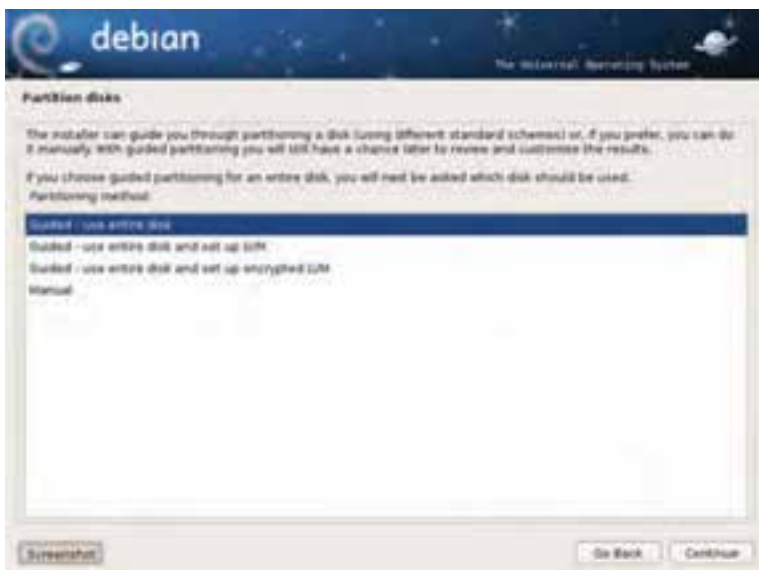 debian
The Universal Operating System
Partition disks
The installer can guide you through partitioning a disk (using different standard schemes) or, if you prefer, you can do
it manually. With guided partitioning you will still have a chance later to review and customise the results.
If you choose guided partitioning for an entire disk, you will next be asked which disk should be used.
Partitioning method:
Guided - use entire disk
Guided - use entire disk and set up LVM
Guided - use entire disk and set up encrypted LVM
Manual
Screenshot
Go Back
Continue